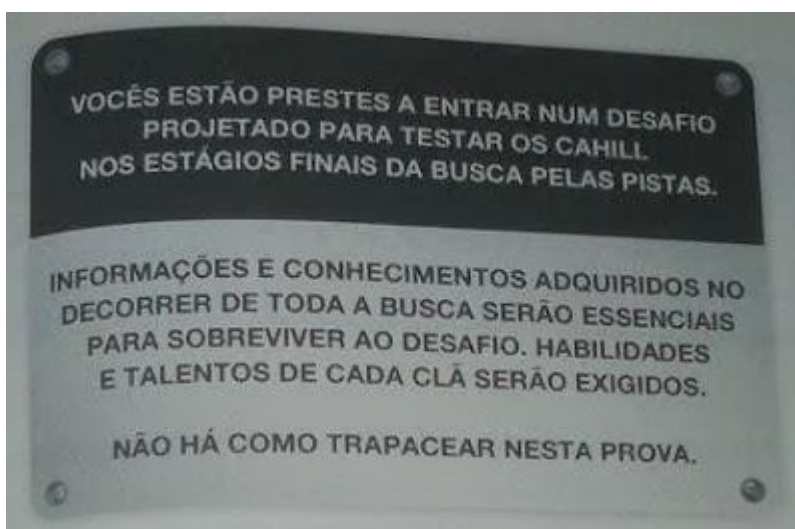 VOCÊS ESTÃO PRESTES A ENTRAR NUM DESAFIO
PROJETADO PARA TESTAR OS CAHILL
NOS ESTÁGIOS FINAIS DA BUSCA PELAS PISTAS.
INFORMAÇÕES E CONHECIMENTOS ADQUIRIDOS NO
DECORRER DE TODA A BUSCA SERÃO ESSENCIAIS
PARA SOBREVIVER AO DESAFIO. HABILIDADES
E TALENTOS DE CADA CLÃ SERÃO EXIGIDOS.
NÃO HÁ COMO TRAPACEAR NESTA PROVA.